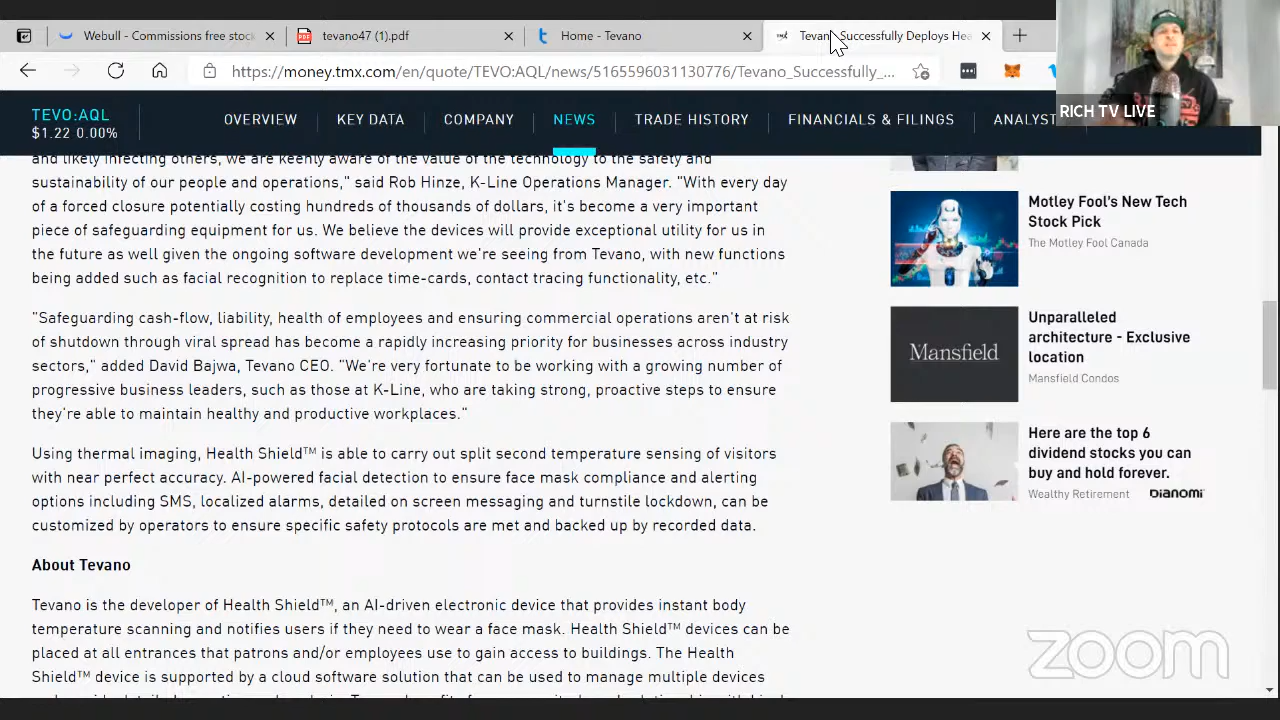 Webull - Commissions free stock
tevano47 (1).pdf
Home - Tevano
Tevan Successfully Deploys Hea
https://money.tmx.com/en/quote/TEVO:AQL/news/5165596031130776/Tevano_Successfully_...
RICH TV LIVE
TEVO:AQL
$1.22 0.00%
OVERVIEW
KEY DATA
COMPANY
NEWS
TRADE HISTORY
FINANCIALS & FILINGS
ANALYST
and likely infecting others, we are keenly aware of the value of the technology to the safety and
sustainability of our people and operations," said Rob Hinze, K-Line Operations Manager. "With every day
of a forced closure potentially costing hundreds of thousands of dollars, it's become a very important
piece of safeguarding equipment for us. We believe the devices will provide exceptional utility for us in
the future as well given the ongoing software development we're seeing from Tevano, with new functions
being added such as facial recognition to replace time-cards, contact tracing functionality, etc."
"Safeguarding cash-flow, liability, health of employees and ensuring commercial operations aren't at risk
of shutdown through viral spread has become a rapidly increasing priority for businesses across industry
sectors," added David Bajwa, Tevano CEO. "We're very fortunate to be working with a growing number of
progressive business leaders, such as those at K-Line, who are taking strong, proactive steps to ensure
they're able to maintain healthy and productive workplaces."
Using thermal imaging, Health Shield™ is able to carry out split second temperature sensing of visitors
with near perfect accuracy. AI-powered facial detection to ensure face mask compliance and alerting
options including SMS, localized alarms, detailed on screen messaging and turnstile lockdown, can be
customized by operators to ensure specific safety protocols are met and backed up by recorded data.
About Tevano
Tevano is the developer of Health Shield™, an AI-driven electronic device that provides instant body
temperature scanning and notifies users if they need to wear a face mask. Health Shield™ devices can be
placed at all entrances that patrons and/or employees use to gain access to buildings. The Health
Shield™ device is supported by a cloud software solution that can be used to manage multiple devices
Motley Fool's New Tech
Stock Pick
The Motley Fool Canada
Mansfield
Unparalleled
architecture - Exclusive
location
Mansfield Condos
Here are the top 6
dividend stocks you can
buy and hold forever.
Wealthy Retirement
DIANOMI
zoom